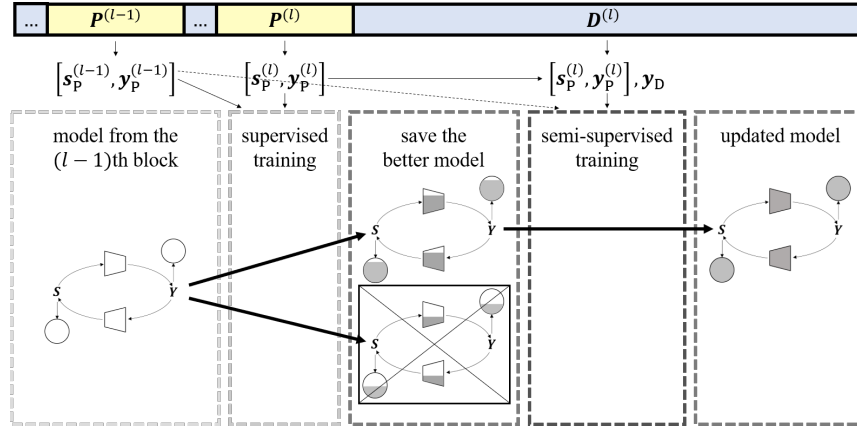 ... P^(l−1) ... P^(l) D^(l)
[s_P^(l−1), y_P^(l−1)] [s_P^(l), y_P^(l)] [s_P^(l), y_P^(l)], y_D
model from the
(l − 1)th block
supervised
training
save the
better model
semi-supervised
training
updated model
S Y
S Y
S Y
S Y